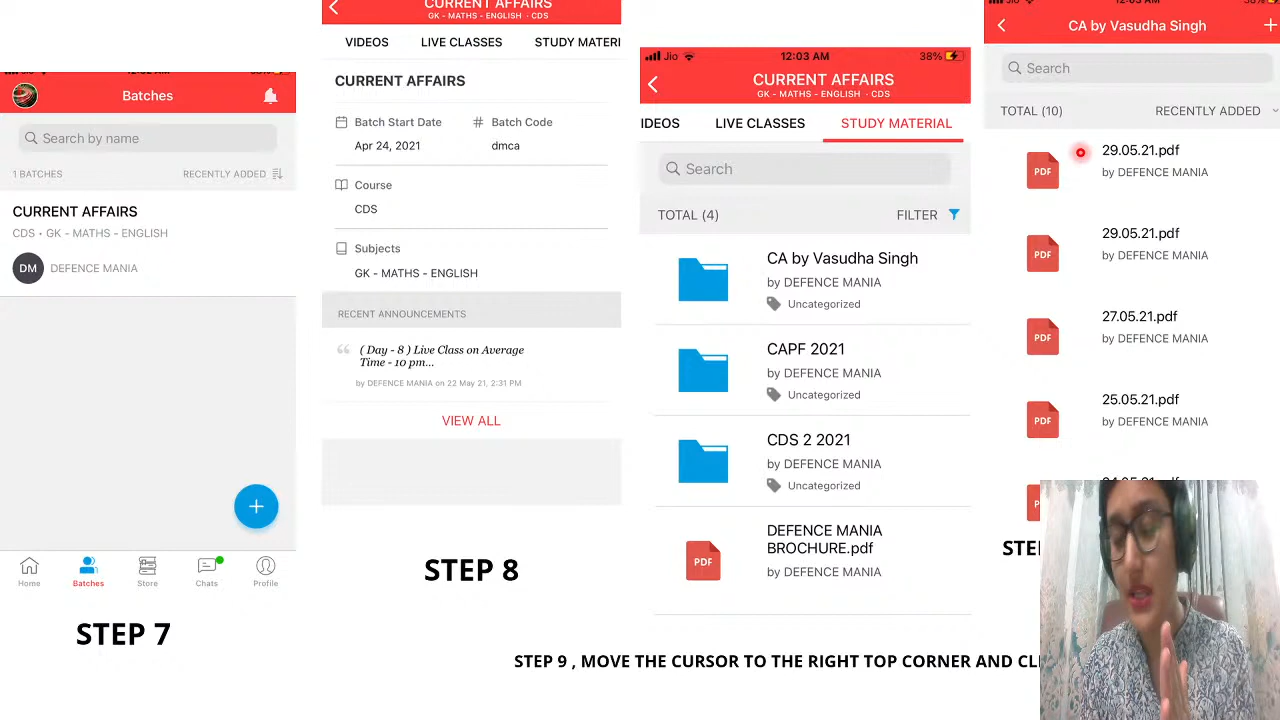 Batches
Search by name
1 BATCHES
RECENTLY ADDED
CURRENT AFFAIRS
CDS • GK - MATHS - ENGLISH
DM
DEFENCE MANIA
Home
Batches
Store
Chats
Profile
STEP 7
CURRENT AFFAIRS
GK - MATHS - ENGLISH · CDS
VIDEOS
LIVE CLASSES
STUDY MATERI
CURRENT AFFAIRS
Batch Start Date
# Batch Code
Apr 24, 2021
dmca
Course
CDS
Subjects
GK - MATHS - ENGLISH
RECENT ANNOUNCEMENTS
( Day - 8 ) Live Class on Average
Time - 10 pm...
by DEFENCE MANIA on 22 May 21, 2:31 PM
VIEW ALL
STEP 8
Jio
12:03 AM
38%
CURRENT AFFAIRS
GK - MATHS - ENGLISH · CDS
IDEOS
LIVE CLASSES
STUDY MATERIAL
Search
TOTAL (4)
FILTER
CA by Vasudha Singh
by DEFENCE MANIA
Uncategorized
CAPF 2021
by DEFENCE MANIA
Uncategorized
CDS 2 2021
by DEFENCE MANIA
Uncategorized
DEFENCE MANIA
BROCHURE.pdf
PDF
by DEFENCE MANIA
STEP 9 , MOVE THE CURSOR TO THE RIGHT TOP CORNER AND CLI
CA by Vasudha Singh
Search
TOTAL (10)
RECENTLY ADDED
29.05.21.pdf
PDF
by DEFENCE MANIA
29.05.21.pdf
PDF
by DEFENCE MANIA
27.05.21.pdf
PDF
by DEFENCE MANIA
25.05.21.pdf
PDF
by DEFENCE MANIA
STE